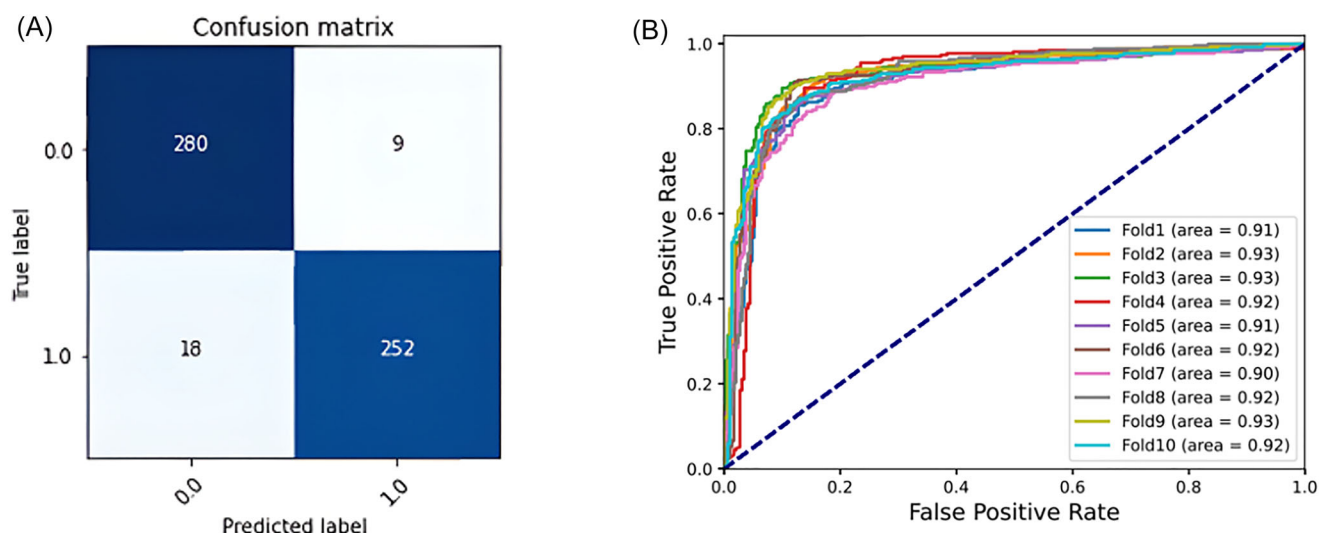 (A)
Confusion matrix
True label
0.0
280
9
1.0
18
252
0.0
1.0
Predicted label
(B)
True Positive Rate
1.0
0.8
0.6
0.4
0.2
0.0
Fold1 (area = 0.91)
Fold2 (area = 0.93)
Fold3 (area = 0.93)
Fold4 (area = 0.92)
Fold5 (area = 0.91)
Fold6 (area = 0.92)
Fold7 (area = 0.90)
Fold8 (area = 0.92)
Fold9 (area = 0.93)
Fold10 (area = 0.92)
0.0
0.2
0.4
0.6
0.8
1.0
False Positive Rate